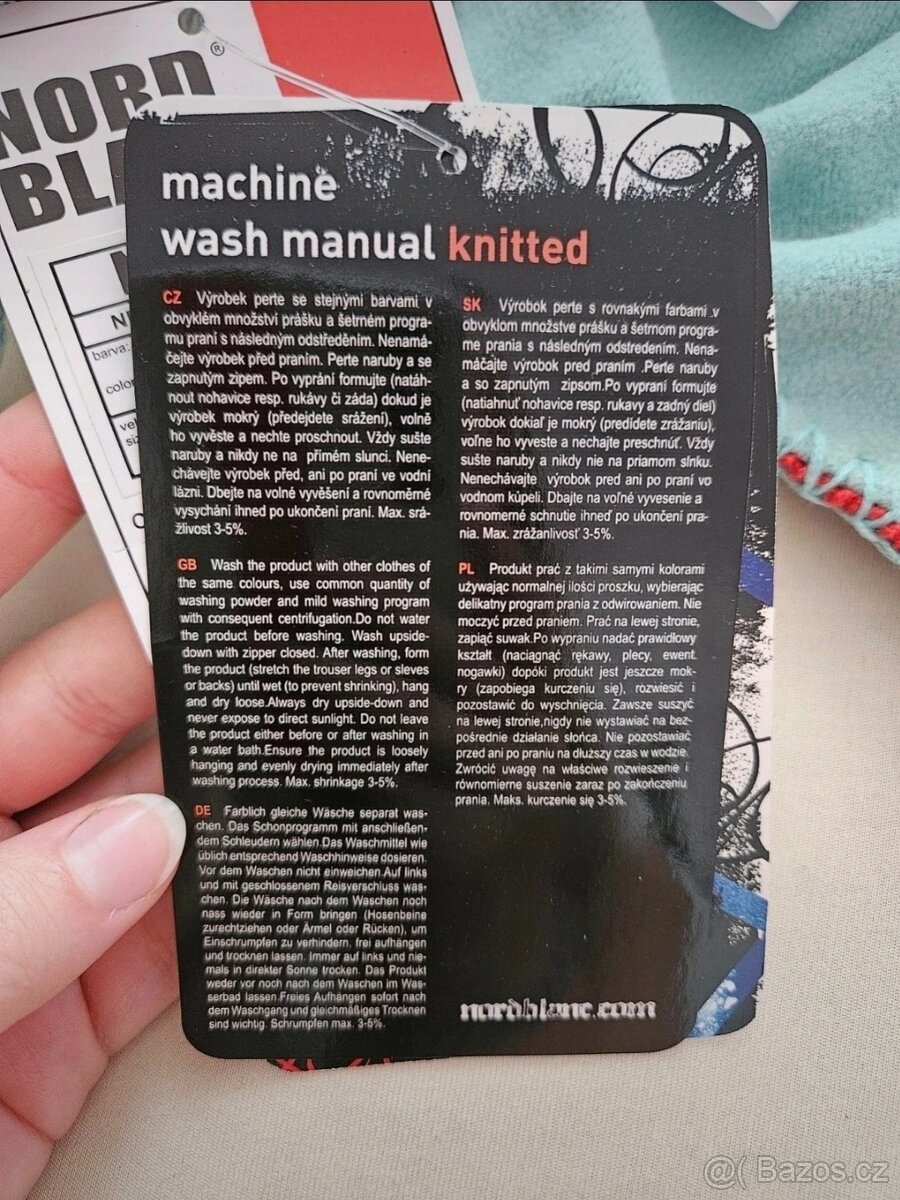 NORD ®
BLA
barva:
machine
wash manual knitted
CZ Výrobek perte se stejnými barvami v
obvyklém množství prášku a šetrném progra-
mu praní s následným odstředěním. Nenamá-
čejte výrobek před praním. Perte naruby a se
zapnutým zipem. Po vyprání formujte (natáh-
nout nohavice resp. rukávy či záda) dokud je
výrobek mokrý (předejdete srážení), volně
ho vyvěste a nechte proschnout. Vždy sušte
naruby a nikdy ne na přímém slunci. Nene-
chávejte výrobek před, ani po praní ve vodní
lázni. Dbejte na volné vyvěšení a rovnoměrné
vysychání ihned po ukončení praní. Max. srá-
žlivost 3-5%.
SK Výrobok perte s rovnakými farbami v
obvyklom množstve prášku a šetrnom progra-
me prania s následným odstredením. Nena-
máčajte výrobok pred praním .Perte naruby
a so zapnutým zipsom.Po vypraní formujte
(natiahnuť nohavice resp. rukavy a zadný diel)
výrobok dokiaľ je mokrý (predídete zrážaniu),
voľne ho vyveste a nechajte preschnúť. Vždy
sušte naruby a nikdy nie na priamom slnku.
Nenechávajte výrobok pred ani po praní vo
vodnom kúpeli. Dbajte na voľné vyvesenie a
rovnomerné schnutie ihneď po ukončení pra-
nia. Max. zrážanlivosť 3-5%.
GB Wash the product with other clothes of
the same colours, use common quantity of
washing powder and mild washing program
with consequent centrifugation.Do not water
the product before washing. Wash upside-
down with zipper closed. After washing, form
the product (stretch the trouser legs or sleves
or backs) until wet (to prevent shrinking), hang
and dry loose.Always dry upside-down and
never expose to direct sunlight. Do not leave
the product either before or after washing in
a water bath.Ensure the product is loosely
hanging and evenly drying immediately after
washing process. Max. shrinkage 3-5%.
PL Produkt prać z takimi samymi kolorami
używając normalnej ilości proszku, wybierając
delikatny program prania z odwirowaniem. Nie
moczyć przed praniem. Prać na lewej stronie,
zapiąć suwak.Po wypraniu nadać prawidłowy
kształt (naciągnąć rękawy, plecy, ewent.
nogawki) dopóki produkt jest jeszcze mok-
ry (zapobiega kurczeniu się), rozwiesić i
pozostawić do wyschnięcia. Zawsze suszyć
na lewej stronie,nigdy nie wystawiać na bez-
pośrednie działanie słońca. Nie pozostawiać
przed ani po praniu na dłuższy czas w wodzie.
Zwrócić uwagę na właściwe rozwieszenie i
równomierne suszenie zaraz po zakończeniu
prania. Maks. kurczenie się 3-5%.
DE Farblich gleiche Wäsche separat was-
chen. Das Schonprogramm mit anschließen-
dem Schleudern wählen.Das Waschmittel wie
üblich entsprechend Waschhinweise dosieren.
Vor dem Waschen nicht einweichen.Auf links
und mit geschlossenem Reisverschluss was-
chen. Die Wäsche nach dem Waschen noch
nass wieder in Form bringen (Hosenbeine
zurechtziehen oder Ärmel oder Rücken), um
Einschrumpfen zu verhindern, frei aufhängen
und trocknen lassen. Immer auf links und nie-
mals in direkter Sonne trocken. Das Produkt
weder vor noch nach dem Waschen im Was-
serbad lassen.Freies Aufhängen sofort nach
dem Waschgang und gleichmäßiges Trocknen
sind wichtig. Schrumpfen max. 3-5%.
nordblanc.com
@( Bazos.cz